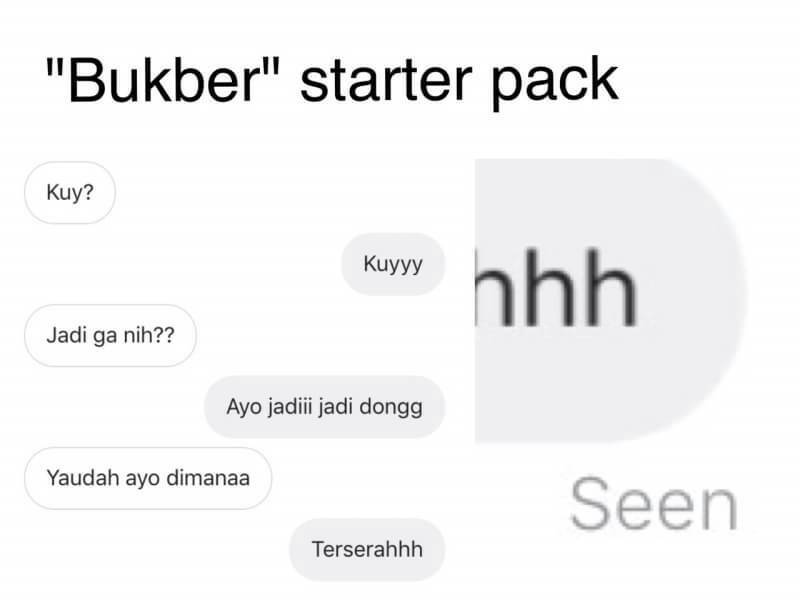 "Bukber" starter pack
Kuy?
Kuyyy
Jadi ga nih??
Ayo jadiii jadi dongg
Yaudah ayo dimanaa
Terserahhh
hhh
Seen